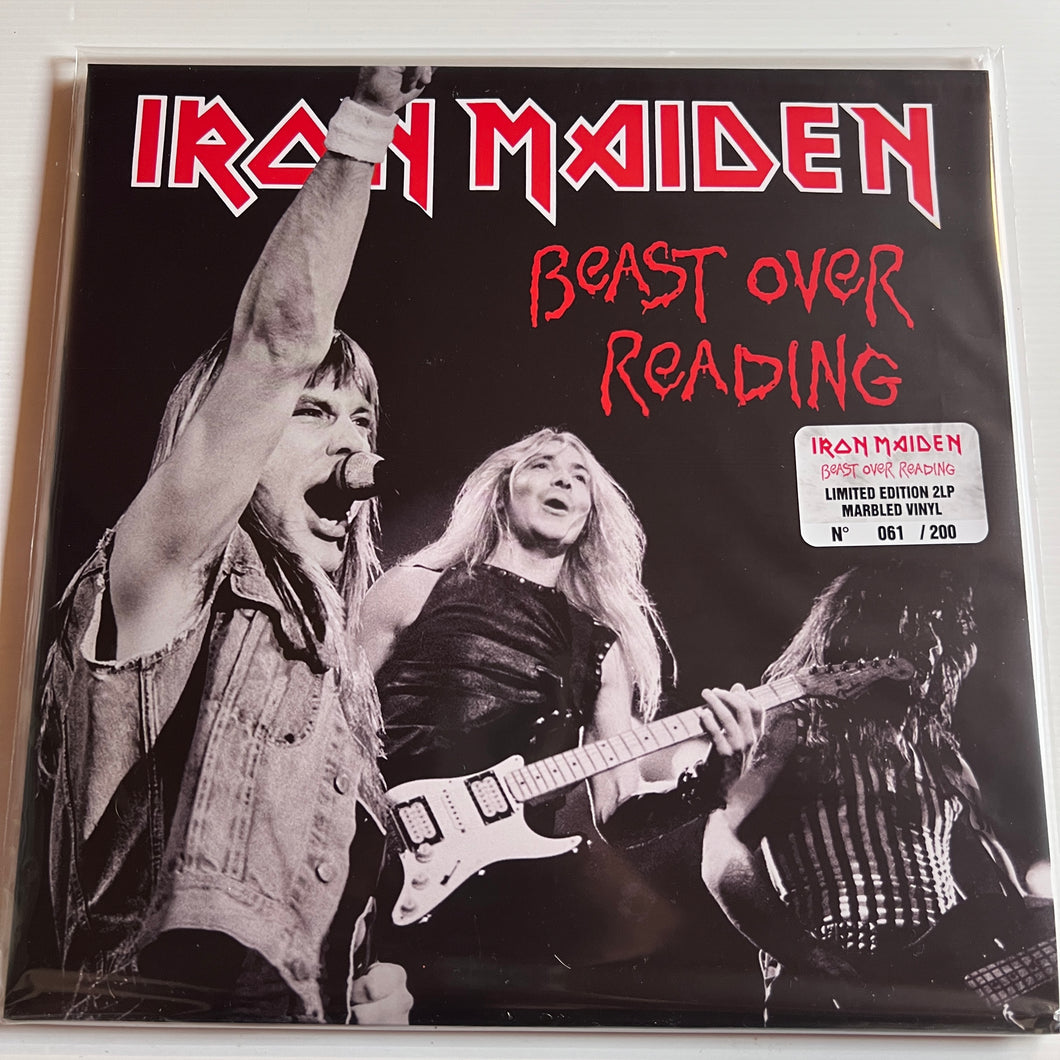 IRON MAIDEN
BEAST OVER
READING
IRON MAIDEN
BEAST OVER READING
LIMITED EDITION 2LP
MARBLED VINYL
N° 061 / 200